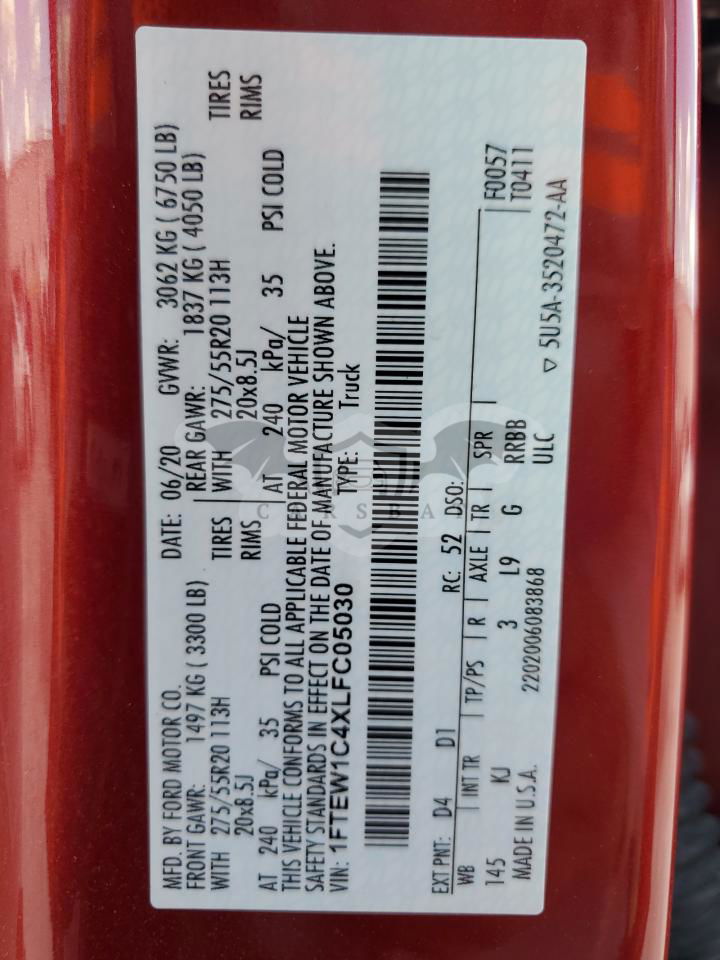 MFD. BY FORD MOTOR CO. DATE: 06/20 GVWR: 3062 KG ( 6750 LB)
FRONT GAWR: 1497 KG ( 3300 LB) REAR GAWR: 1837 KG ( 4050 LB)
WITH 275/55R20 113H TIRES WITH 275/55R20 113H TIRES
20x8.5J RIMS 20x8.5J RIMS
AT 240 kPa/ 35 PSI COLD AT 240 kPa/ 35 PSI COLD
THIS VEHICLE CONFORMS TO ALL APPLICABLE FEDERAL MOTOR VEHICLE
SAFETY STANDARDS IN EFFECT ON THE DATE OF MANUFACTURE SHOWN ABOVE.
VIN: 1FTEW1C4XLFC05030 TYPE: Truck
EXT PNT: D4 D1 RC: 52 DSO:
WB | INT TR | TP/PS | R | AXLE | TR | SPR | F0057
145 KJ 3 L9 G RRBB T0411
MADE IN U.S.A. 2202006083868 ULC
▽ 5U5A-3520472-AA